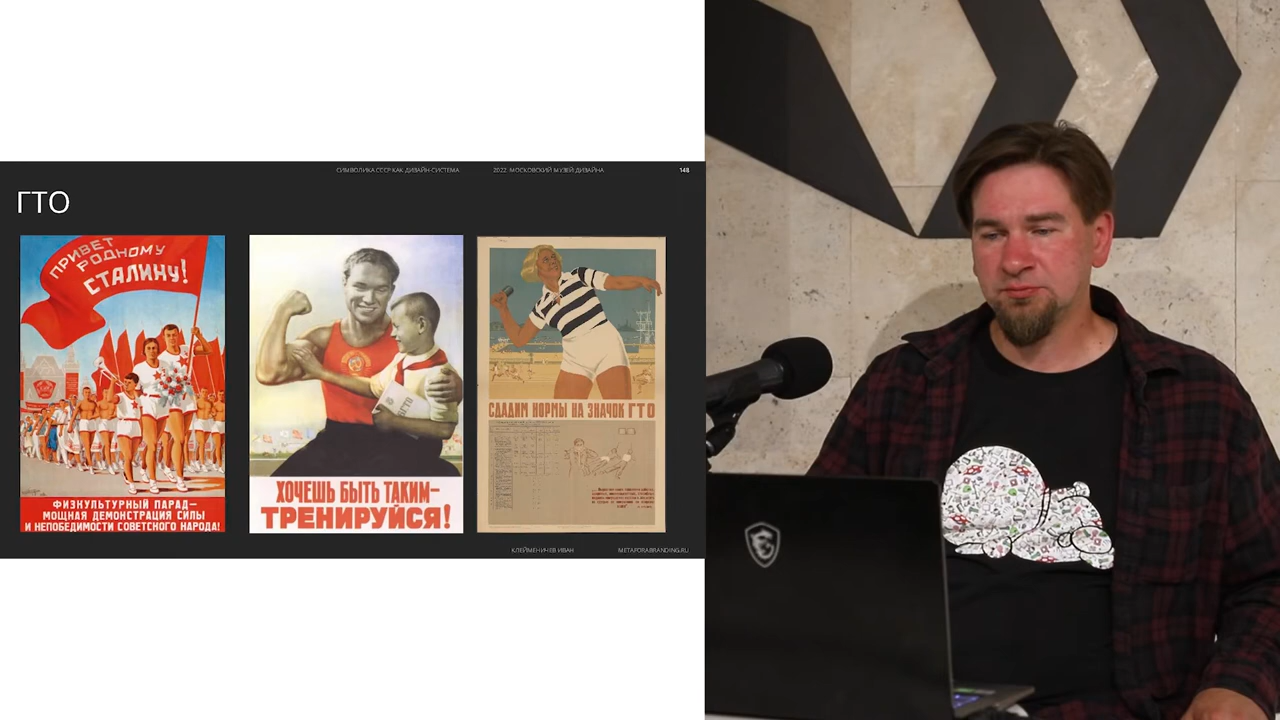 СИМВОЛИКА СССР КАК ДИЗАЙН-СИСТЕМА
2022. МОСКОВСКИЙ МУЗЕЙ ДИЗАЙНА
148
ГТО
ПРИВЕТ
РОДНОМУ
СТАЛИНУ!
ФИЗКУЛЬТУРНЫЙ ПАРАД—
МОЩНАЯ ДЕМОНСТРАЦИЯ СИЛЫ
И НЕПОБЕДИМОСТИ СОВЕТСКОГО НАРОДА!
ХОЧЕШЬ БЫТЬ ТАКИМ—
ТРЕНИРУЙСЯ!
СДАДИМ НОРМЫ НА ЗНАЧОК ГТО
КЛЕЙМЕНИЧЕВ ИВАН
METAFORABRANDING.RU